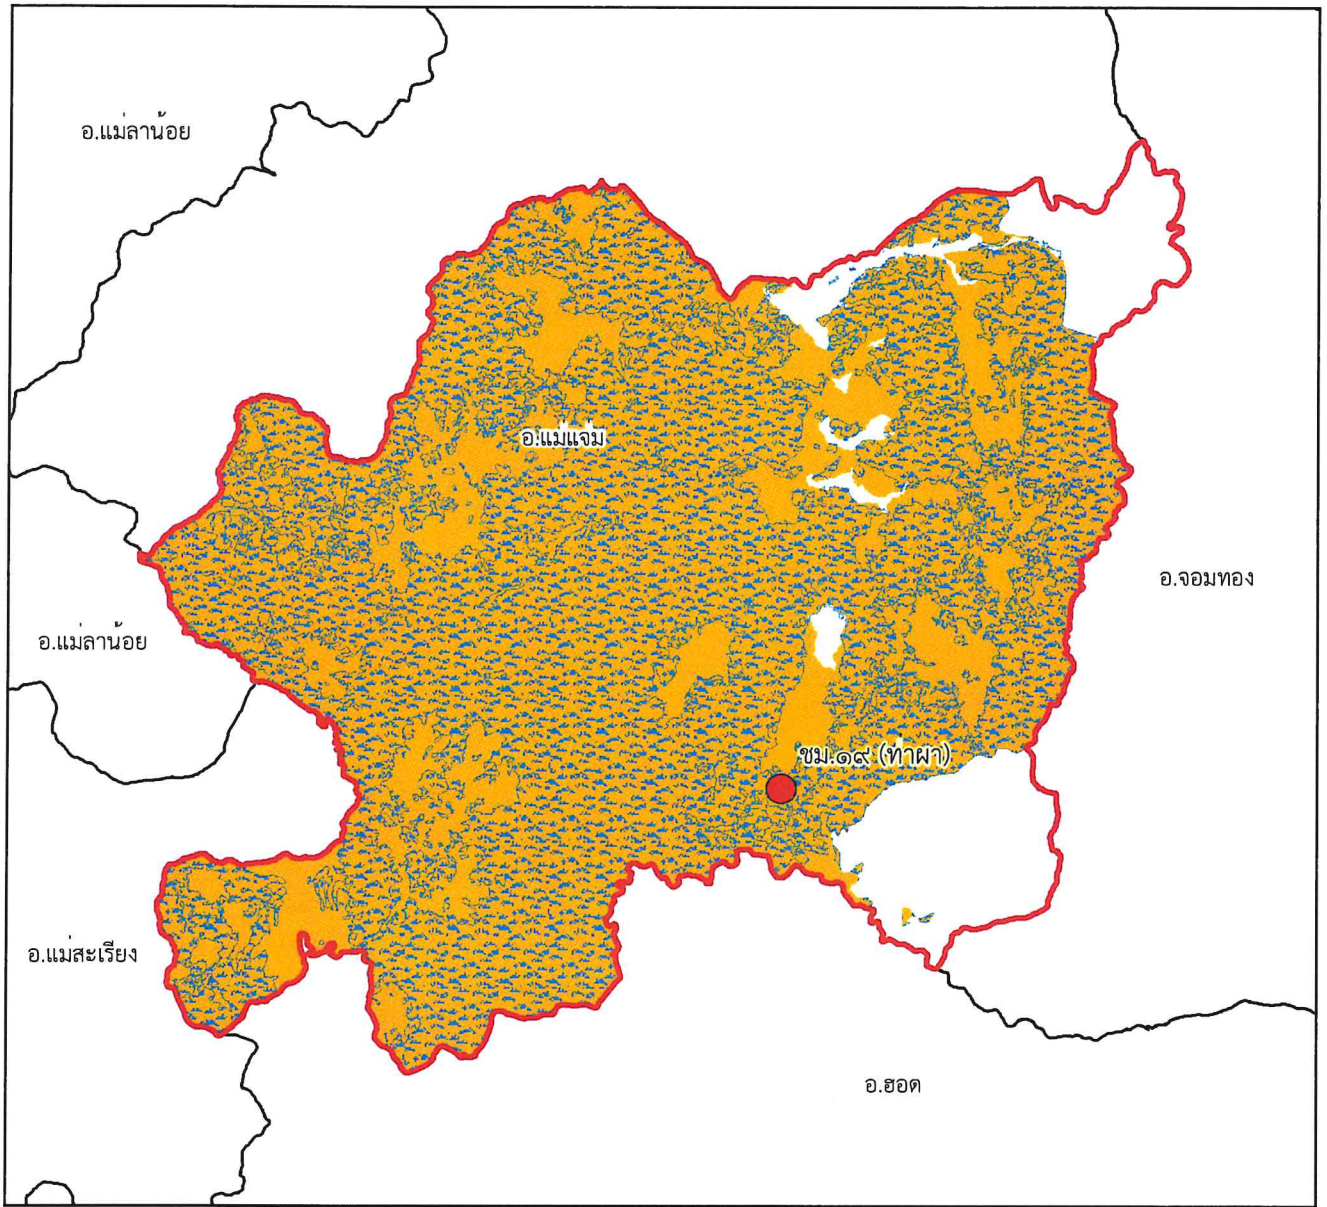 อ.แม่ลาน้อย
อ.แม่แจ่ม
อ.จอมทอง
อ.แม่ลาน้อย
ชม.๑๙ (ท่าผา)
อ.แม่สะเรียง
อ.ฮอด